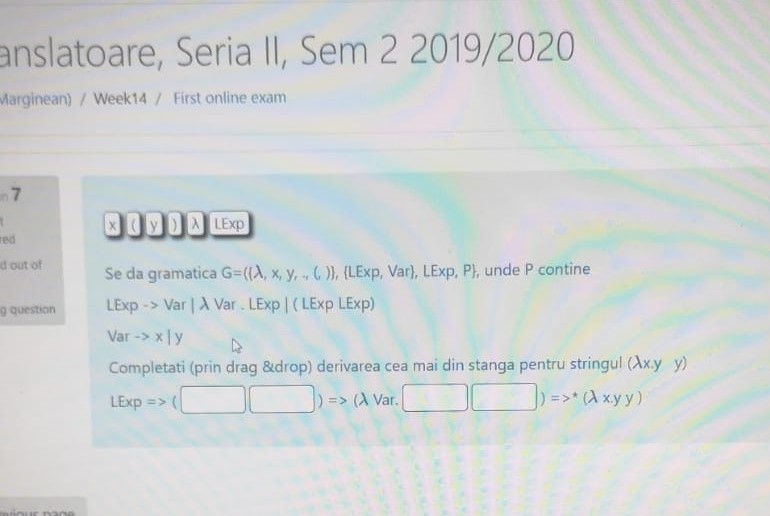 anslatoare, Seria II, Sem 2 2019/2020
Marginean) / Week14 / First online exam
7
x ( y ) λ LExp
red
d out of
g question
Se da gramatica G=({λ, x, y, ., (, )}, {LExp, Var}, LExp, P}, unde P contine
LExp -> Var | λ Var . LExp | ( LExp LExp)
Var -> x | y
Completati (prin drag &drop) derivarea cea mai din stanga pentru stringul (λx.y y)
LExp => ( ) => (λ Var. ) =>* (λ x.y y )
evious page